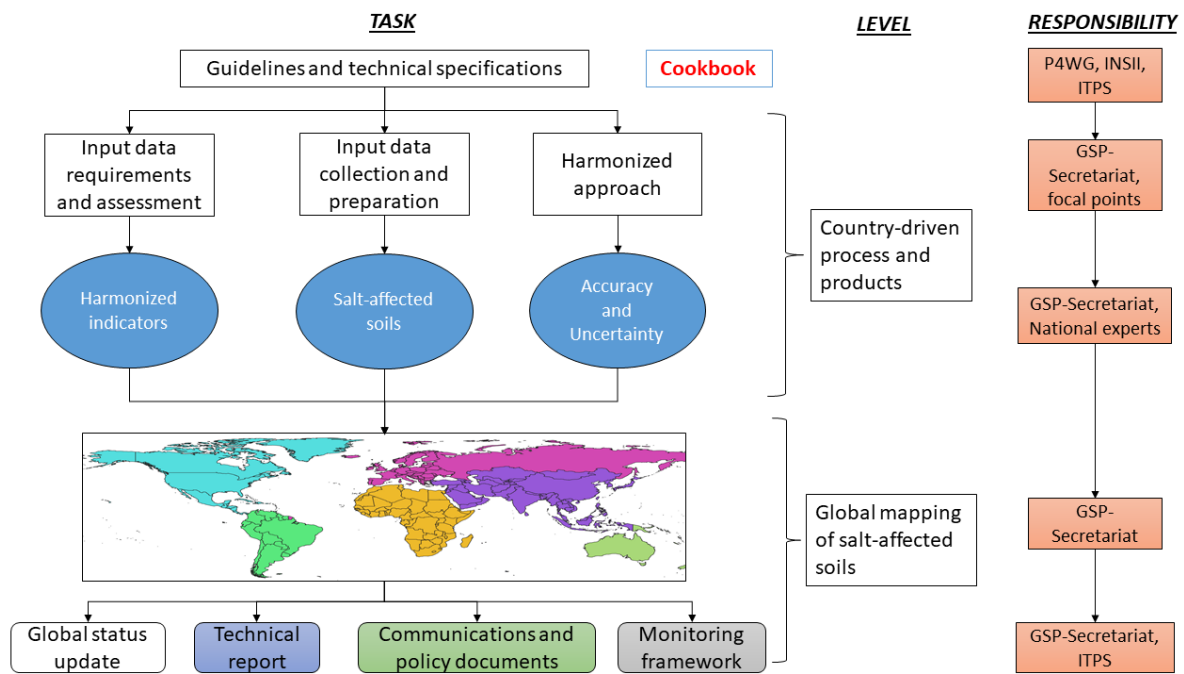 TASK
LEVEL
RESPONSIBILITY
Guidelines and technical specifications
Cookbook
P4WG, INSII,
ITPS
Input data
requirements
and assessment
Input data
collection and
preparation
Harmonized
approach
GSP-
Secretariat,
focal points
Country-driven
process and
products
Harmonized
indicators
Salt-affected
soils
Accuracy
and
Uncertainty
GSP-Secretariat,
National experts
Global mapping
of salt-affected
soils
GSP-
Secretariat
Global status
update
Technical
report
Communications and
policy documents
Monitoring
framework
GSP-Secretariat,
ITPS